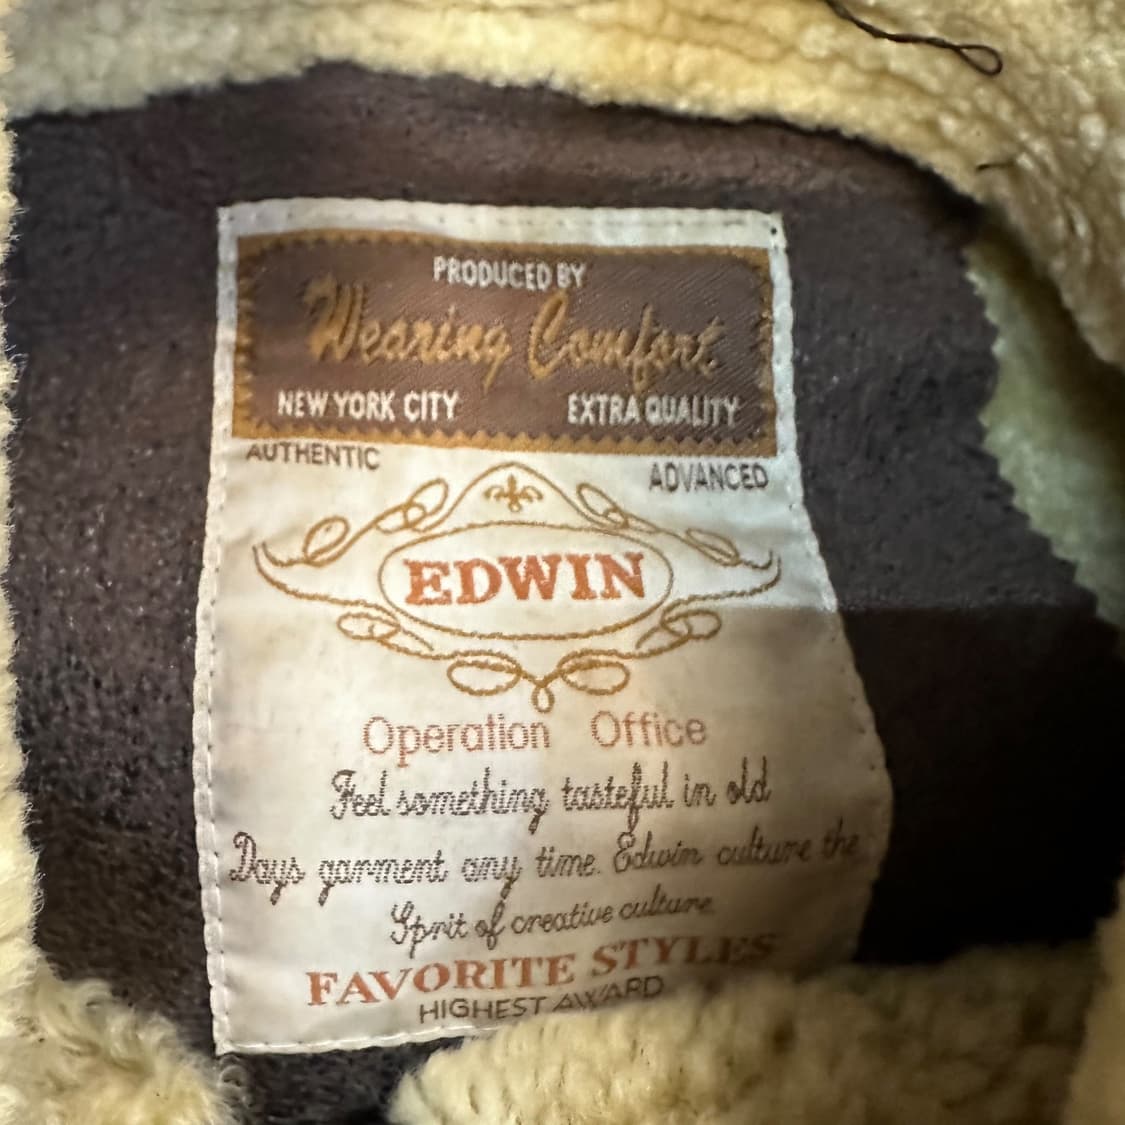 PRODUCED BY
Wearing Comfort
NEW YORK CITY EXTRA QUALITY
AUTHENTIC ADVANCED
EDWIN
Operation Office
Feel something tasteful in old
Days garment any time. Edwin culture the
Sprit of creative culture
FAVORITE STYLES
HIGHEST AWARD